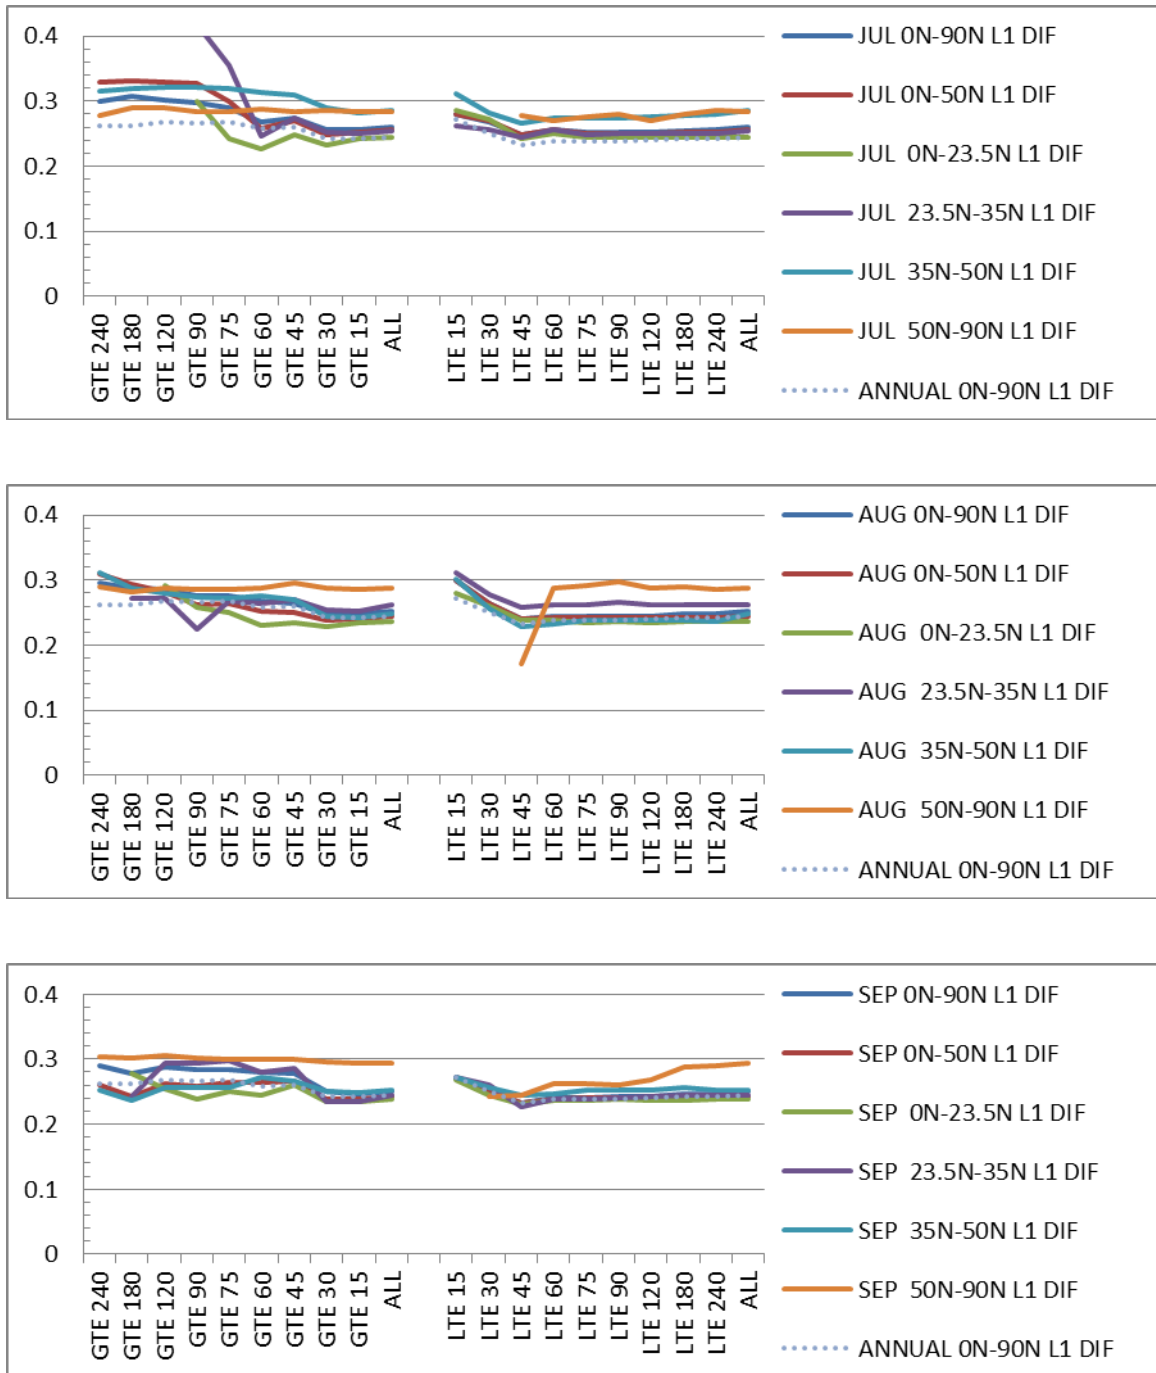 0.4
0.3
0.2
0.1
0
GTE 240
GTE 180
GTE 120
GTE 90
GTE 75
GTE 60
GTE 45
GTE 30
GTE 15
ALL
LTE 15
LTE 30
LTE 45
LTE 60
LTE 75
LTE 90
LTE 120
LTE 180
LTE 240
ALL
JUL 0N-90N L1 DIF
JUL 0N-50N L1 DIF
JUL 0N-23.5N L1 DIF
JUL 23.5N-35N L1 DIF
JUL 35N-50N L1 DIF
JUL 50N-90N L1 DIF
ANNUAL 0N-90N L1 DIF
0.4
0.3
0.2
0.1
0
GTE 240
GTE 180
GTE 120
GTE 90
GTE 75
GTE 60
GTE 45
GTE 30
GTE 15
ALL
LTE 15
LTE 30
LTE 45
LTE 60
LTE 75
LTE 90
LTE 120
LTE 180
LTE 240
ALL
AUG 0N-90N L1 DIF
AUG 0N-50N L1 DIF
AUG 0N-23.5N L1 DIF
AUG 23.5N-35N L1 DIF
AUG 35N-50N L1 DIF
AUG 50N-90N L1 DIF
ANNUAL 0N-90N L1 DIF
0.4
0.3
0.2
0.1
0
GTE 240
GTE 180
GTE 120
GTE 90
GTE 75
GTE 60
GTE 45
GTE 30
GTE 15
ALL
LTE 15
LTE 30
LTE 45
LTE 60
LTE 75
LTE 90
LTE 120
LTE 180
LTE 240
ALL
SEP 0N-90N L1 DIF
SEP 0N-50N L1 DIF
SEP 0N-23.5N L1 DIF
SEP 23.5N-35N L1 DIF
SEP 35N-50N L1 DIF
SEP 50N-90N L1 DIF
ANNUAL 0N-90N L1 DIF